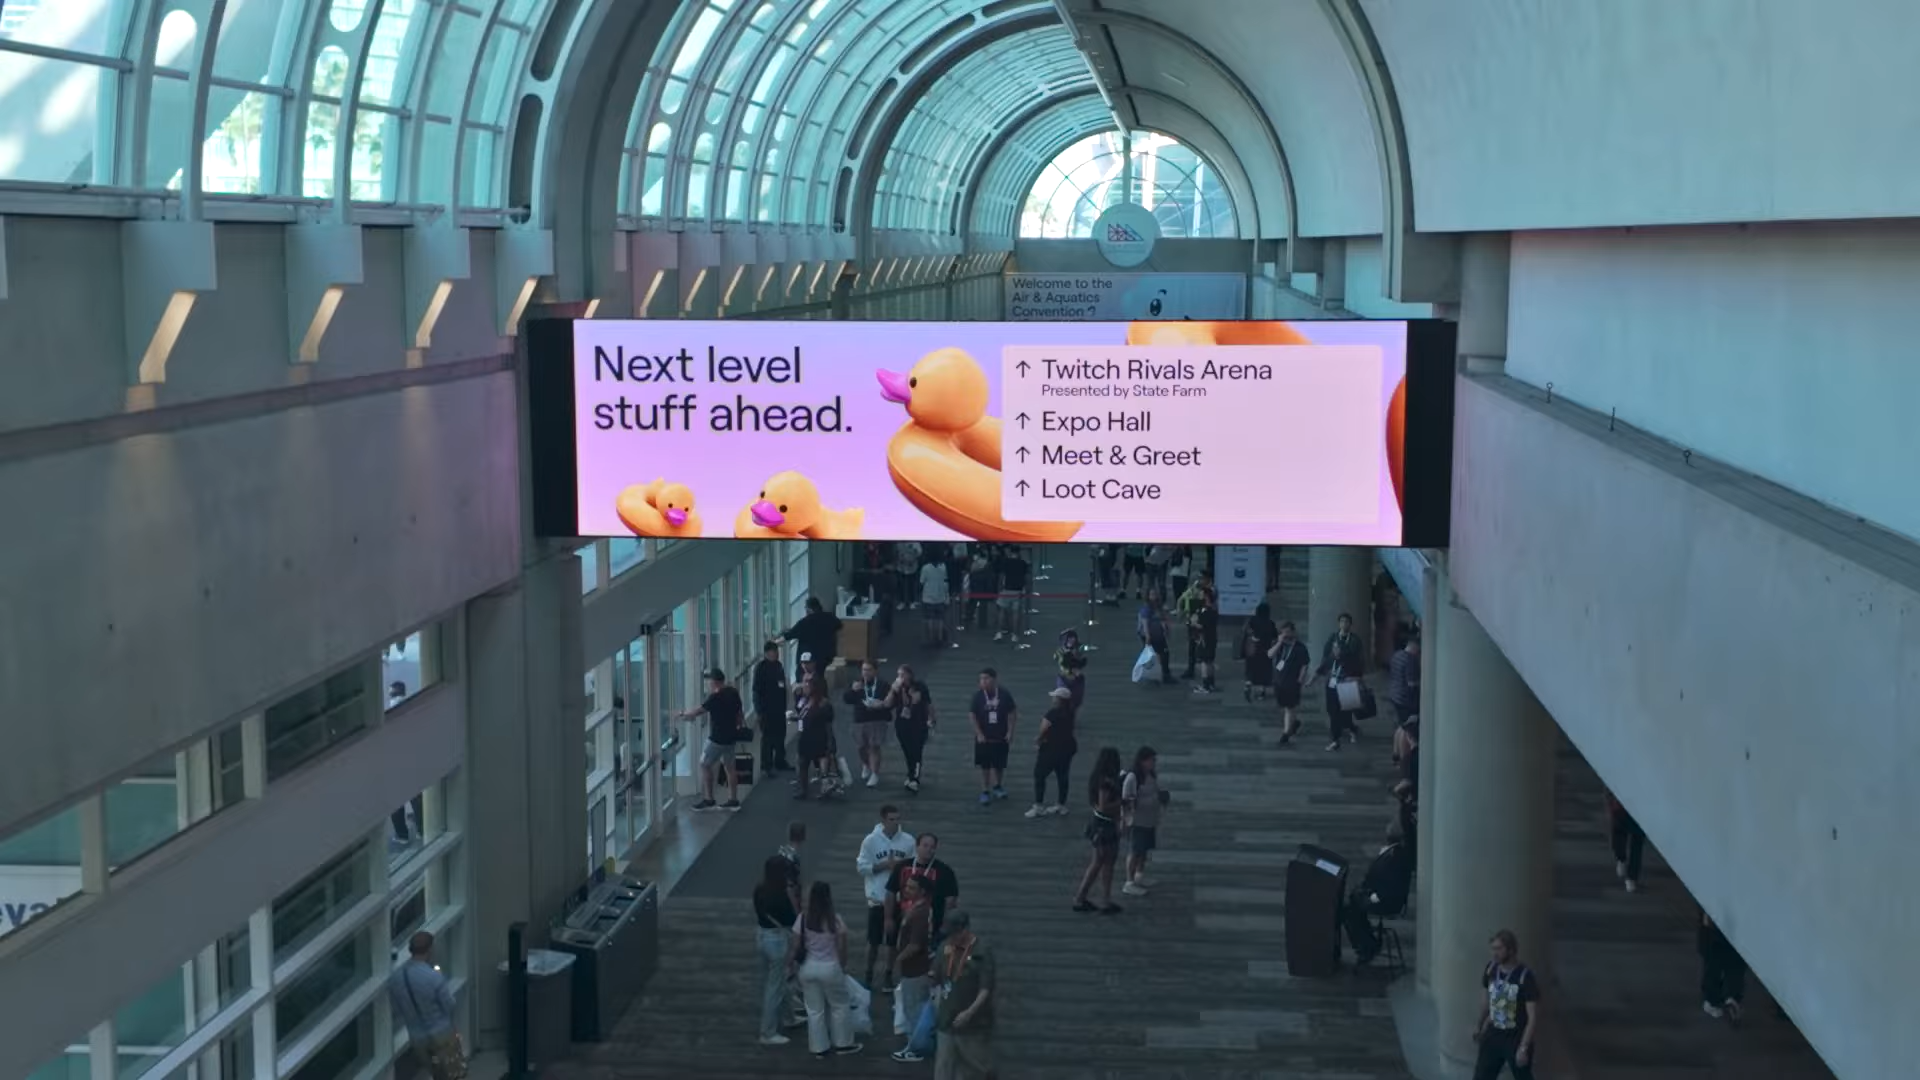 Welcome to the
Air & Aquatics
Convention ?
Next level
stuff ahead.
↑ Twitch Rivals Arena
Presented by State Farm
↑ Expo Hall
↑ Meet & Greet
↑ Loot Cave